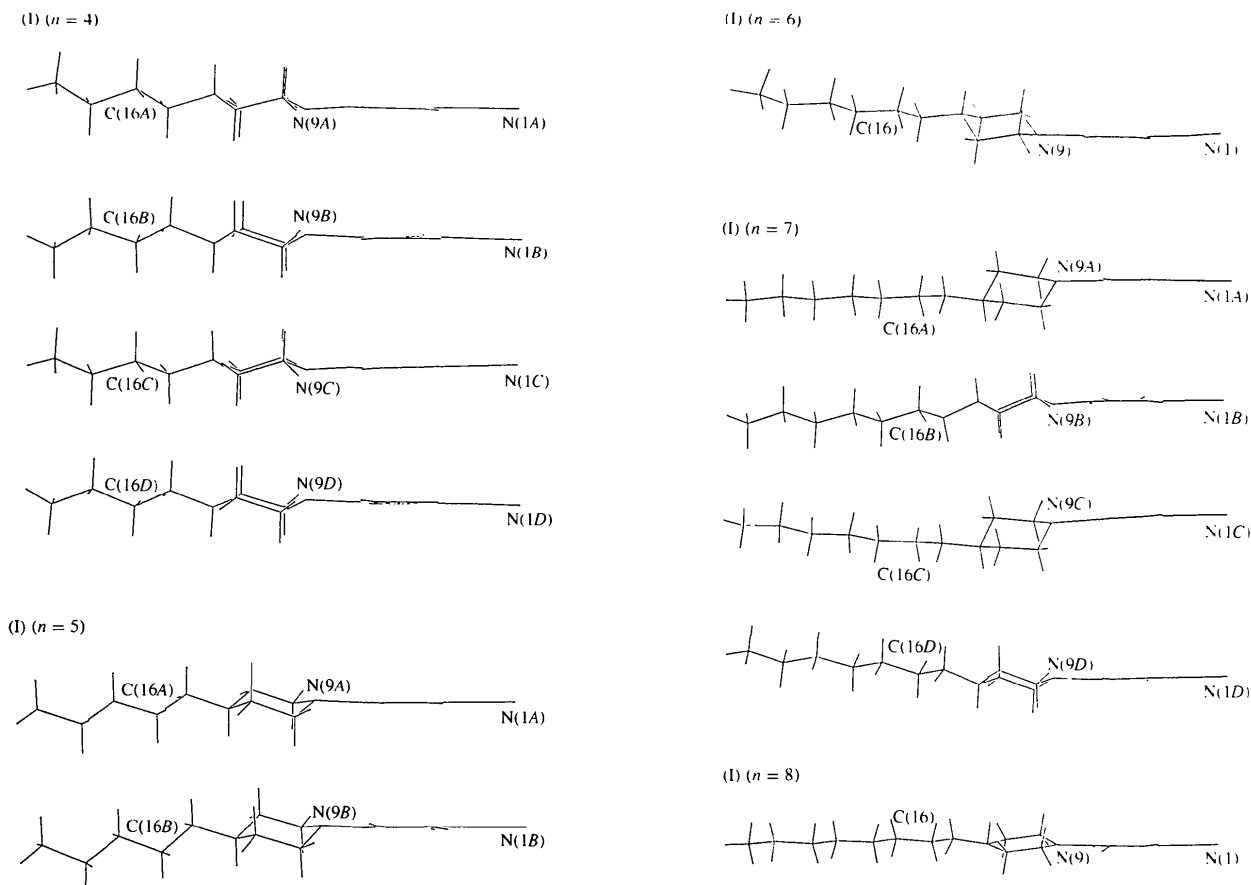 (I) (n = 4)
C(16A) N(9A) N(1A)
C(16B) N(9B) N(1B)
C(16C) N(9C) N(1C)
C(16D) N(9D) N(1D)
(I) (n = 5)
C(16A) N(9A) N(1A)
C(16B) N(9B) N(1B)
(I) (n = 6)
C(16) N(9) N(1)
(I) (n = 7)
N(9A) N(1A)
C(16A)
C(16B) N(9B) N(1B)
N(9C) N(1C)
C(16C)
C(16D) N(9D) N(1D)
(I) (n = 8)
C(16) N(9) N(1)